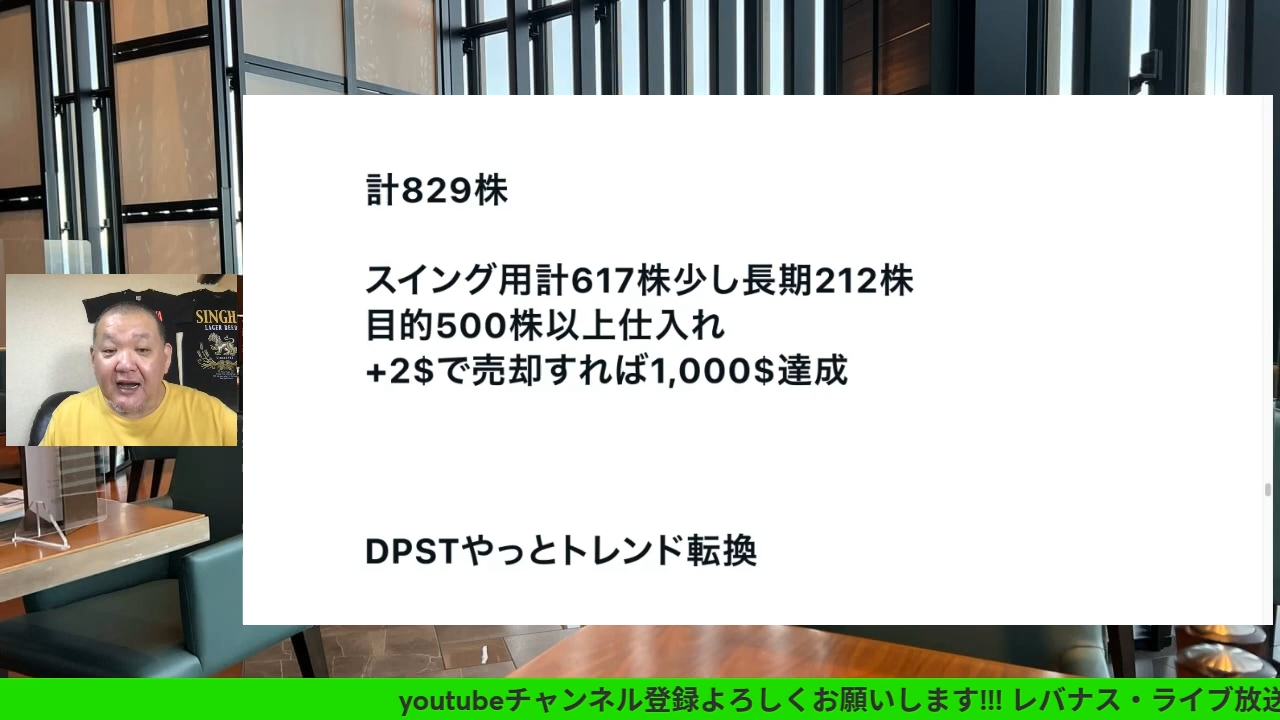 計829株
スイング用計617株少し長期212株
目的500株以上仕入れ
+2$で売却すれば1,000$達成
DPSTやっとトレンド転換
SINGH
LAGER BEER
youtubeチャンネル登録よろしくお願いします!!! レバナス・ライブ放送